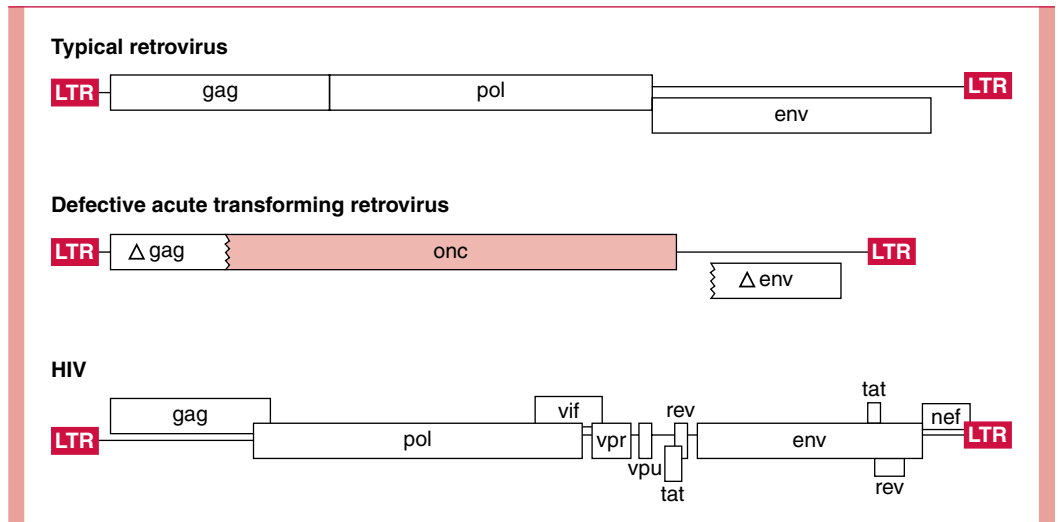 Typical retrovirus
LTR gag pol LTR
env
Defective acute transforming retrovirus
LTR Δ gag onc LTR
Δ env
HIV
tat
gag vif rev nef
LTR pol vpr env LTR
vpu
tat rev